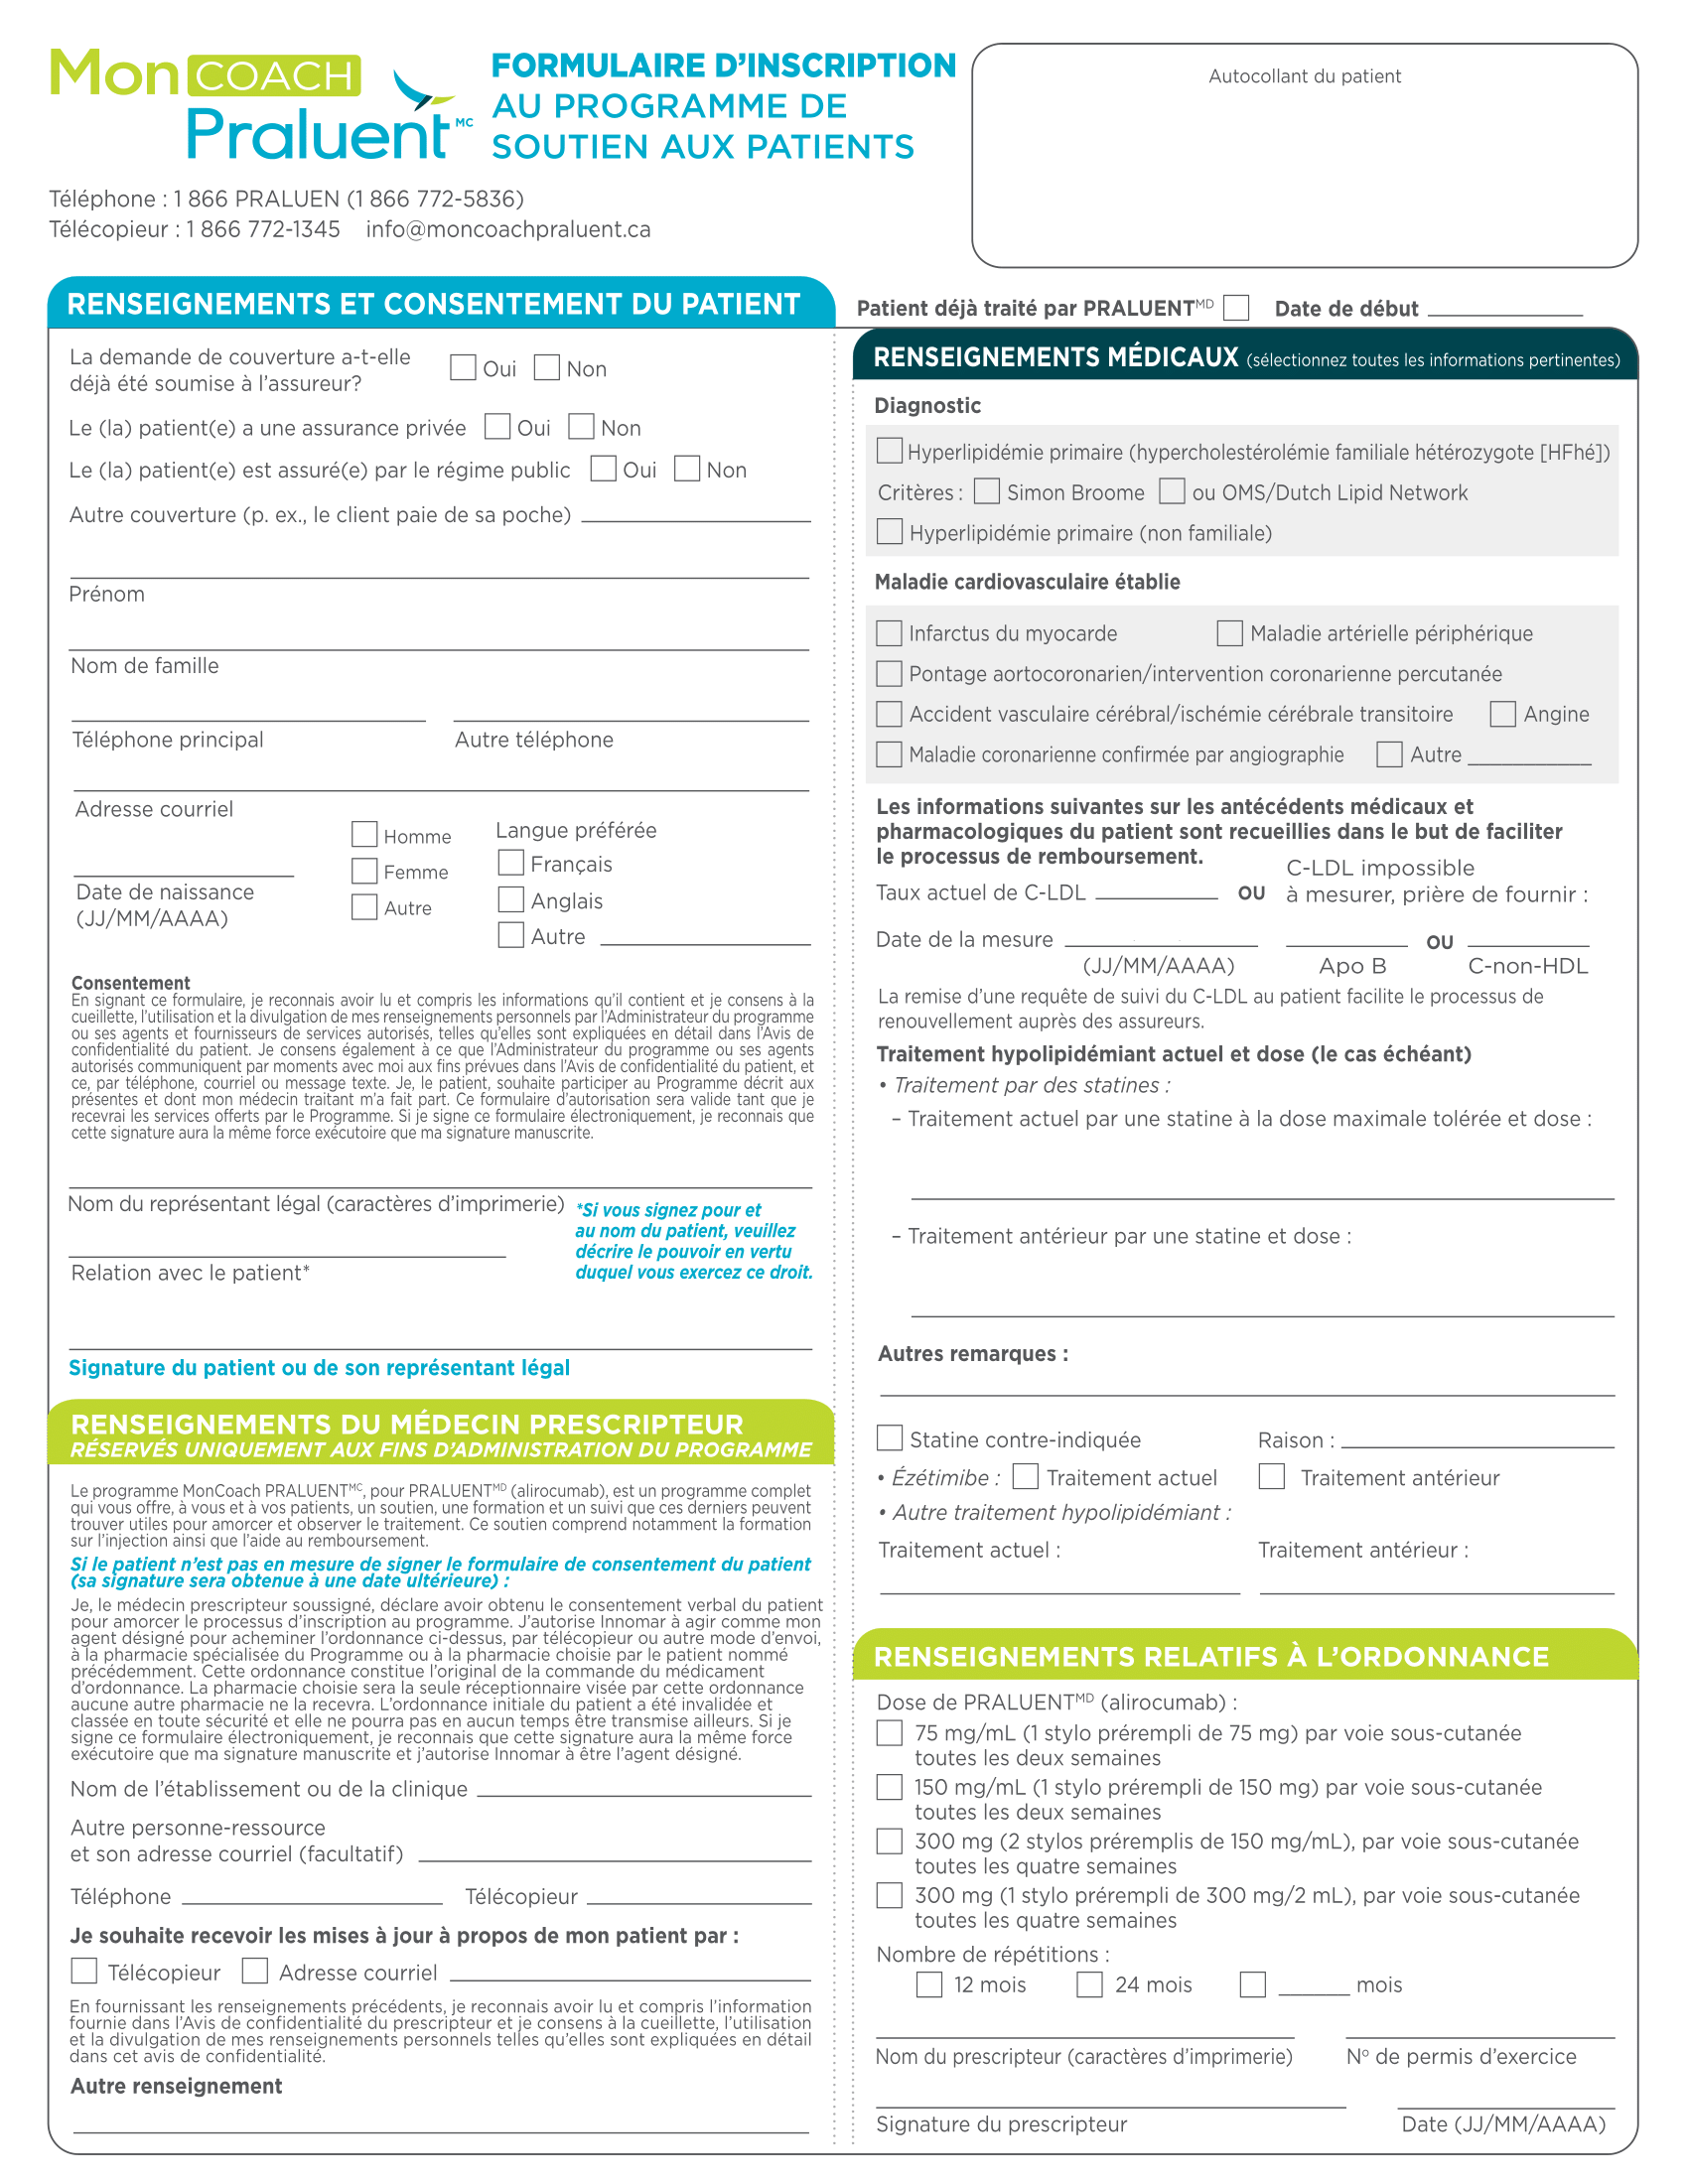 Mon COACH
Praluent MC
FORMULAIRE D'INSCRIPTION
AU PROGRAMME DE
SOUTIEN AUX PATIENTS
Autocollant du patient
Téléphone : 1 866 PRALUEN (1 866 772-5836)
Télécopieur : 1 866 772-1345 info@moncoachpraluent.ca
RENSEIGNEMENTS ET CONSENTEMENT DU PATIENT
La demande de couverture a-t-elle
déjà été soumise à l'assureur?
Oui Non
Le (la) patient(e) a une assurance privée Oui Non
Le (la) patient(e) est assuré(e) par le régime public Oui Non
Autre couverture (p. ex., le client paie de sa poche)
Prénom
Nom de famille
Téléphone principal Autre téléphone
Adresse courriel
Date de naissance
(JJ/MM/AAAA)
Homme
Femme
Autre
Langue préférée
Français
Anglais
Autre
Consentement
En signant ce formulaire, je reconnais avoir lu et compris les informations qu'il contient et je consens à la
cueillette, l'utilisation et la divulgation de mes renseignements personnels par l'Administrateur du programme
ou ses agents et fournisseurs de services autorisés, telles qu'elles sont expliquées en détail dans l'Avis de
confidentialité du patient. Je consens également à ce que l'Administrateur du programme ou ses agents
autorisés communiquent par moments avec moi aux fins prévues dans l'Avis de confidentialité du patient, et
ce, par téléphone, courriel ou message texte. Je, le patient, souhaite participer au Programme décrit aux
présentes et dont mon médecin traitant m'a fait part. Ce formulaire d'autorisation sera valide tant que je
recevrai les services offerts par le Programme. Si je signe ce formulaire électroniquement, je reconnais que
cette signature aura la même force exécutoire que ma signature manuscrite.
Nom du représentant légal (caractères d'imprimerie)
Relation avec le patient*
*Si vous signez pour et
au nom du patient, veuillez
décrire le pouvoir en vertu
duquel vous exercez ce droit.
Signature du patient ou de son représentant légal
RENSEIGNEMENTS DU MÉDECIN PRESCRIPTEUR
RÉSERVÉS UNIQUEMENT AUX FINS D'ADMINISTRATION DU PROGRAMME
Le programme MonCoach PRALUENT MC, pour PRALUENT MD (alirocumab), est un programme complet
qui vous offre, à vous et à vos patients, un soutien, une formation et un suivi que ces derniers peuvent
trouver utiles pour amorcer et observer le traitement. Ce soutien comprend notamment la formation
sur l'injection ainsi que l'aide au remboursement.
Si le patient n'est pas en mesure de signer le formulaire de consentement du patient
(sa signature sera obtenue à une date ultérieure) :
Je, le médecin prescripteur soussigné, déclare avoir obtenu le consentement verbal du patient
pour amorcer le processus d'inscription au programme. J'autorise Innomar à agir comme mon
agent désigné pour acheminer l'ordonnance ci-dessus, par télécopieur ou autre mode d'envoi,
à la pharmacie spécialisée du Programme ou à la pharmacie choisie par le patient nommé
précédemment. Cette ordonnance constitue l'original de la commande du médicament
d'ordonnance. La pharmacie choisie sera la seule réceptionnaire visée par cette ordonnance
aucune autre pharmacie ne la recevra. L'ordonnance initiale du patient a été invalidée et
classée en toute sécurité et elle ne pourra pas en aucun temps être transmise ailleurs. Si je
signe ce formulaire électroniquement, je reconnais que cette signature aura la même force
exécutoire que ma signature manuscrite et j'autorise Innomar à être l'agent désigné.
Nom de l'établissement ou de la clinique
Autre personne-ressource
et son adresse courriel (facultatif)
Téléphone Télécopieur
Je souhaite recevoir les mises à jour à propos de mon patient par :
Télécopieur Adresse courriel
En fournissant les renseignements précédents, je reconnais avoir lu et compris l'information
fournie dans l'Avis de confidentialité du prescripteur et je consens à la cueillette, l'utilisation
et la divulgation de mes renseignements personnels telles qu'elles sont expliquées en détail
dans cet avis de confidentialité.
Autre renseignement
Patient déjà traité par PRALUENT MD Date de début
RENSEIGNEMENTS MÉDICAUX (sélectionnez toutes les informations pertinentes)
Diagnostic
Hyperlipidémie primaire (hypercholestérolémie familiale hétérozygote [HFhé])
Critères : Simon Broome ou OMS/Dutch Lipid Network
Hyperlipidémie primaire (non familiale)
Maladie cardiovasculaire établie
Infarctus du myocarde Maladie artérielle périphérique
Pontage aortocoronarien/intervention coronarienne percutanée
Accident vasculaire cérébral/ischémie cérébrale transitoire Angine
Maladie coronarienne confirmée par angiographie Autre
Les informations suivantes sur les antécédents médicaux et
pharmacologiques du patient sont recueillies dans le but de faciliter
le processus de remboursement.
Taux actuel de C-LDL OU
C-LDL impossible
à mesurer, prière de fournir :
Date de la mesure OU
(JJ/MM/AAAA) Apo B C-non-HDL
La remise d'une requête de suivi du C-LDL au patient facilite le processus de
renouvellement auprès des assureurs.
Traitement hypolipidémiant actuel et dose (le cas échéant)
• Traitement par des statines :
– Traitement actuel par une statine à la dose maximale tolérée et dose :
– Traitement antérieur par une statine et dose :
Autres remarques :
Statine contre-indiquée Raison :
• Ézétimibe : Traitement actuel Traitement antérieur
• Autre traitement hypolipidémiant :
Traitement actuel : Traitement antérieur :
RENSEIGNEMENTS RELATIFS À L'ORDONNANCE
Dose de PRALUENT MD (alirocumab) :
75 mg/mL (1 stylo prérempli de 75 mg) par voie sous-cutanée
toutes les deux semaines
150 mg/mL (1 stylo prérempli de 150 mg) par voie sous-cutanée
toutes les deux semaines
300 mg (2 stylos préremplis de 150 mg/mL), par voie sous-cutanée
toutes les quatre semaines
300 mg (1 stylo prérempli de 300 mg/2 mL), par voie sous-cutanée
toutes les quatre semaines
Nombre de répétitions :
12 mois 24 mois mois
Nom du prescripteur (caractères d'imprimerie) Nº de permis d'exercice
Signature du prescripteur Date (JJ/MM/AAAA)